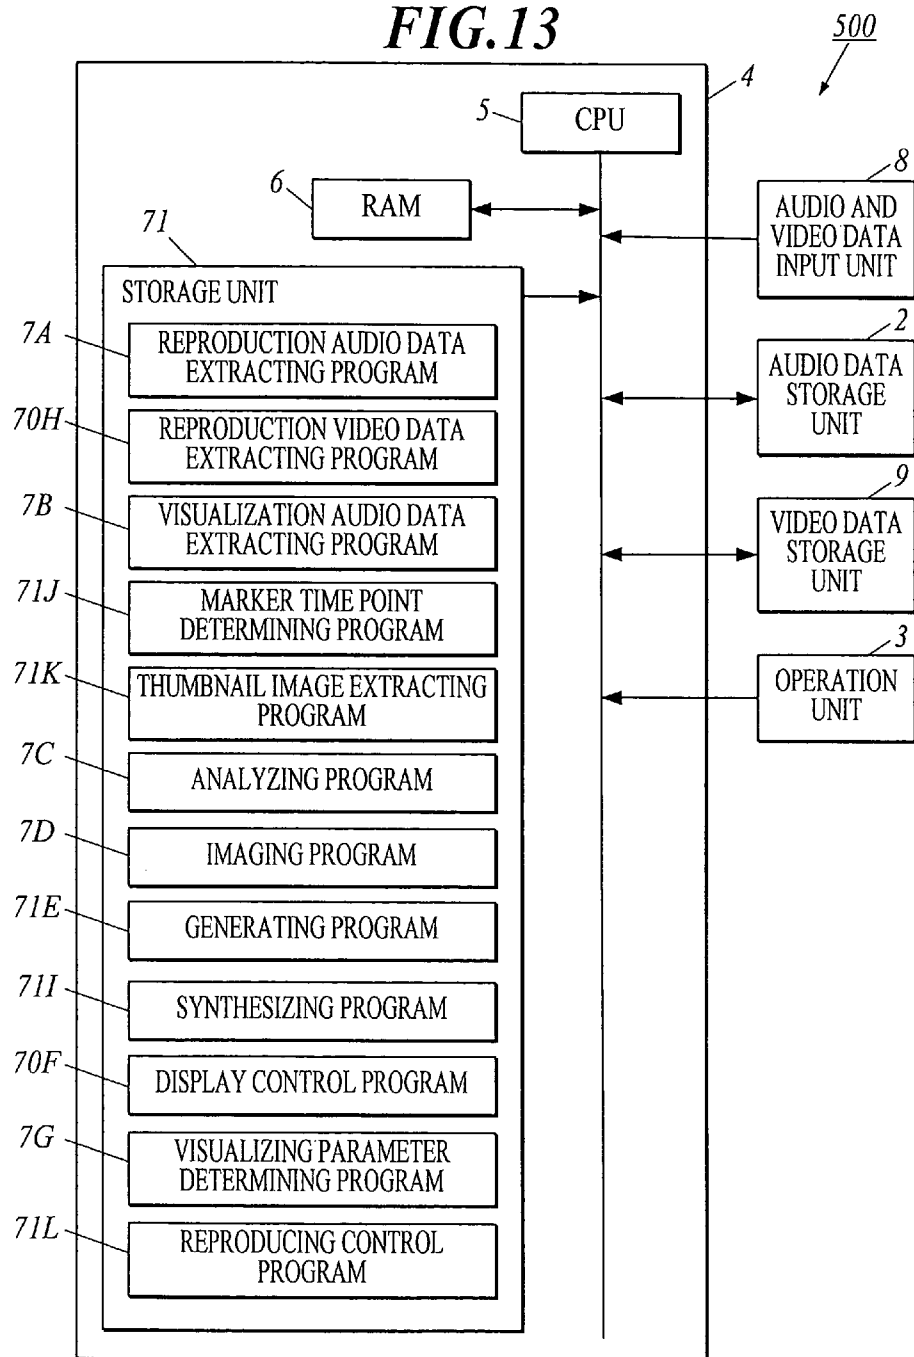 FIG.13
500
4
5
CPU
6
RAM
8
AUDIO AND
VIDEO DATA
INPUT UNIT
71
STORAGE UNIT
7A
REPRODUCTION AUDIO DATA
EXTRACTING PROGRAM
2
AUDIO DATA
STORAGE
UNIT
70H
REPRODUCTION VIDEO DATA
EXTRACTING PROGRAM
7B
VISUALIZATION AUDIO DATA
EXTRACTING PROGRAM
9
VIDEO DATA
STORAGE
UNIT
71J
MARKER TIME POINT
DETERMINING PROGRAM
71K
THUMBNAIL IMAGE EXTRACTING
PROGRAM
3
OPERATION
UNIT
7C
ANALYZING PROGRAM
7D
IMAGING PROGRAM
71E
GENERATING PROGRAM
71I
SYNTHESIZING PROGRAM
70F
DISPLAY CONTROL PROGRAM
7G
VISUALIZING PARAMETER
DETERMINING PROGRAM
71L
REPRODUCING CONTROL
PROGRAM